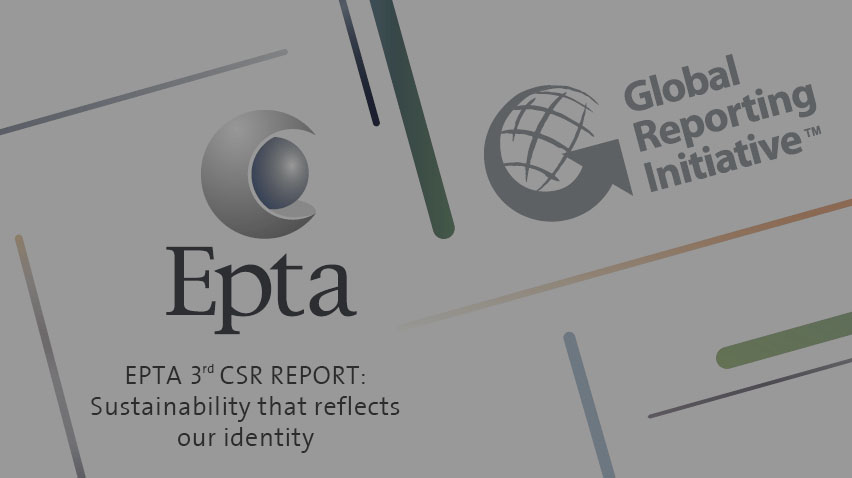 Epta
EPTA 3rd CSR REPORT:
Sustainability that reflects
our identity
Global
Reporting
Initiative™